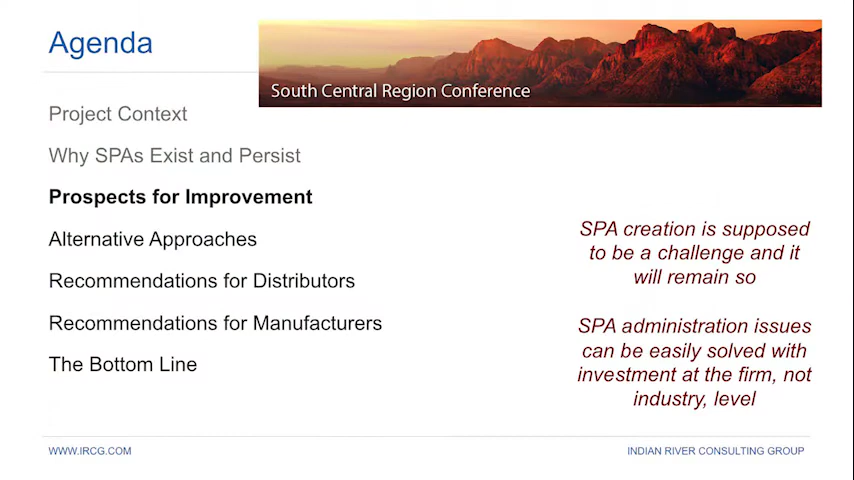 Agenda
South Central Region Conference
Project Context
Why SPAs Exist and Persist
Prospects for Improvement
Alternative Approaches
Recommendations for Distributors
Recommendations for Manufacturers
The Bottom Line
SPA creation is supposed
to be a challenge and it
will remain so
SPA administration issues
can be easily solved with
investment at the firm, not
industry, level
WWW.IRCG.COM
INDIAN RIVER CONSULTING GROUP